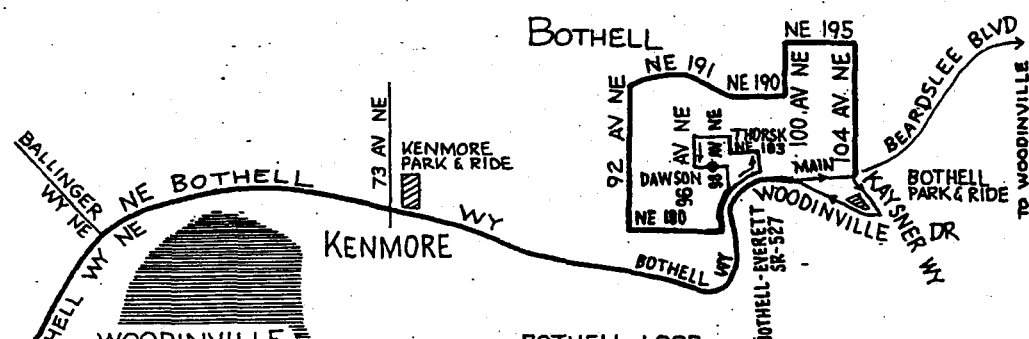 BOTHELL
NE 195
BEARDSLEE BLVD
TO WOODINVILLE
NE 191
NE 190
92 AV NE
100 AV NE
104 AV NE
96 AV NE
98 AV NE
THORSK
NE 183
DAWSON
MAIN
NE 180
BALLINGER
WY NE
NE BOTHELL WY
73 AV NE
KENMORE
PARK & RIDE
KENMORE
BOTHELL
PARK & RIDE
WOODINVILLE DR
KAYSNER WY
BOTHELL WY
BOTHELL-EVERETT
SR-527
WY NE
WOODINVILLE
BOTHELL LOOP